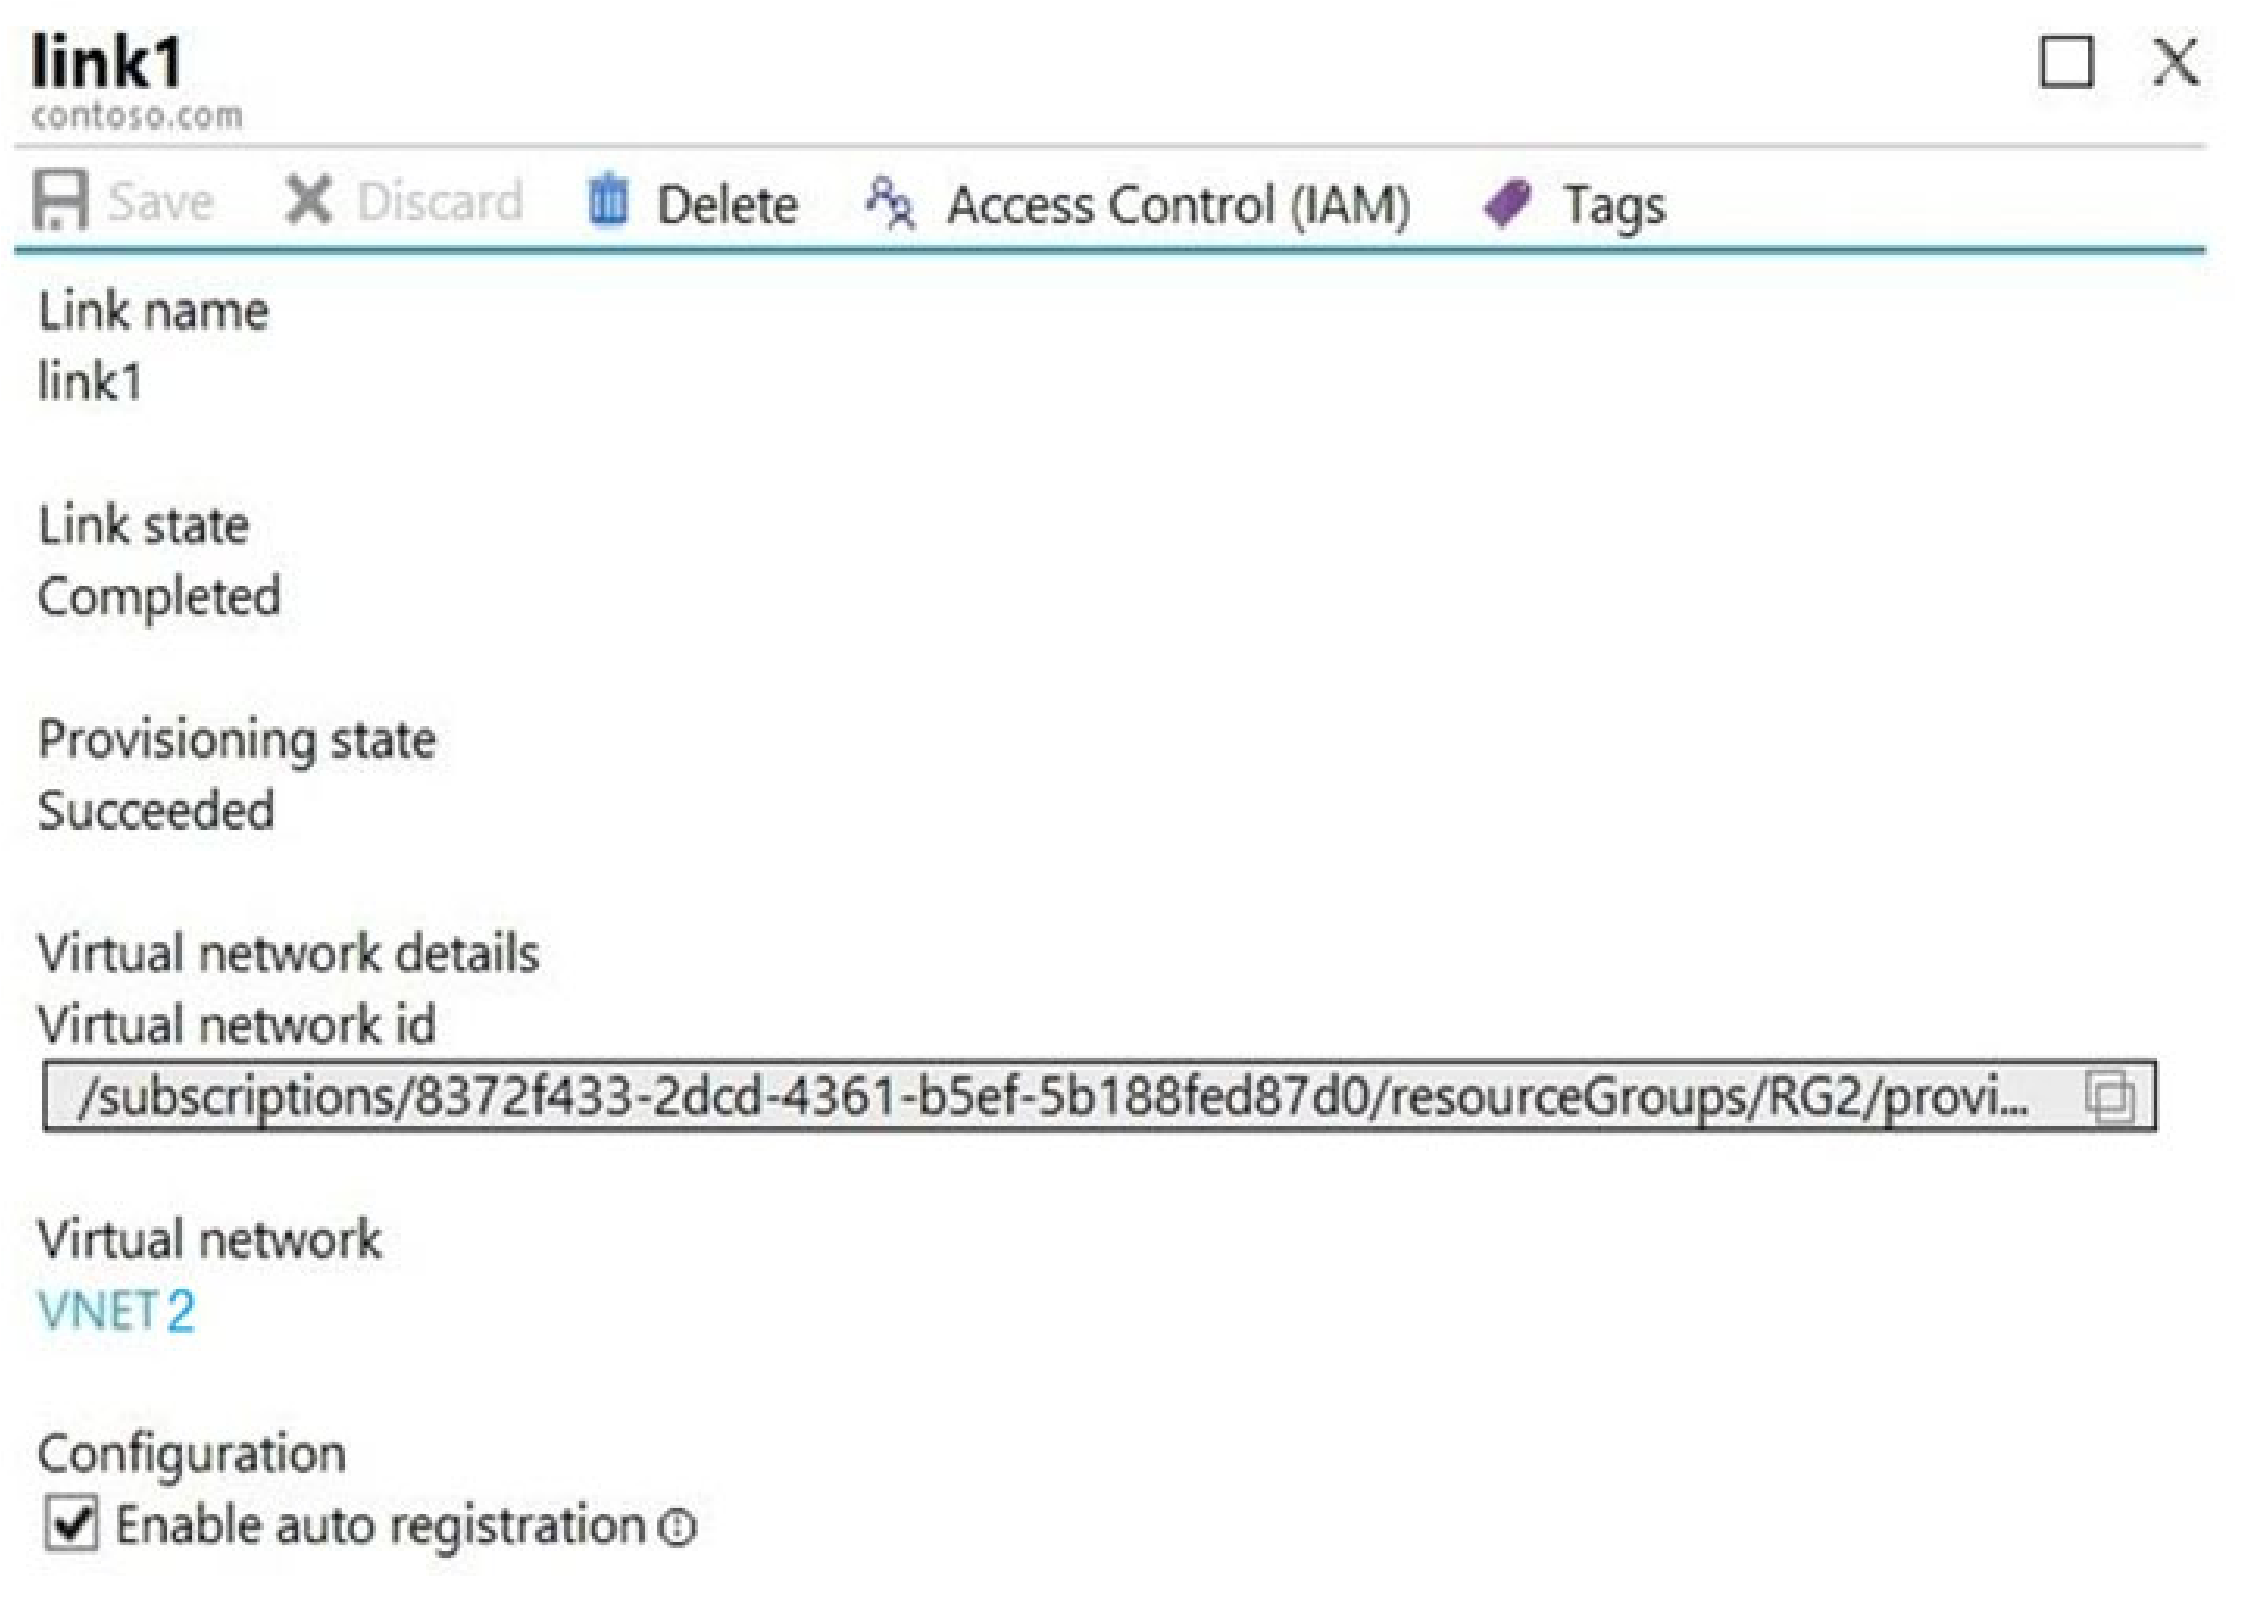 link1
contoso.com
Save Discard Delete Access Control (IAM) Tags
Link name
link1
Link state
Completed
Provisioning state
Succeeded
Virtual network details
Virtual network id
/subscriptions/8372f433-2dcd-4361-b5ef-5b188fed87d0/resourceGroups/RG2/provi...
Virtual network
VNET2
Configuration
Enable auto registration